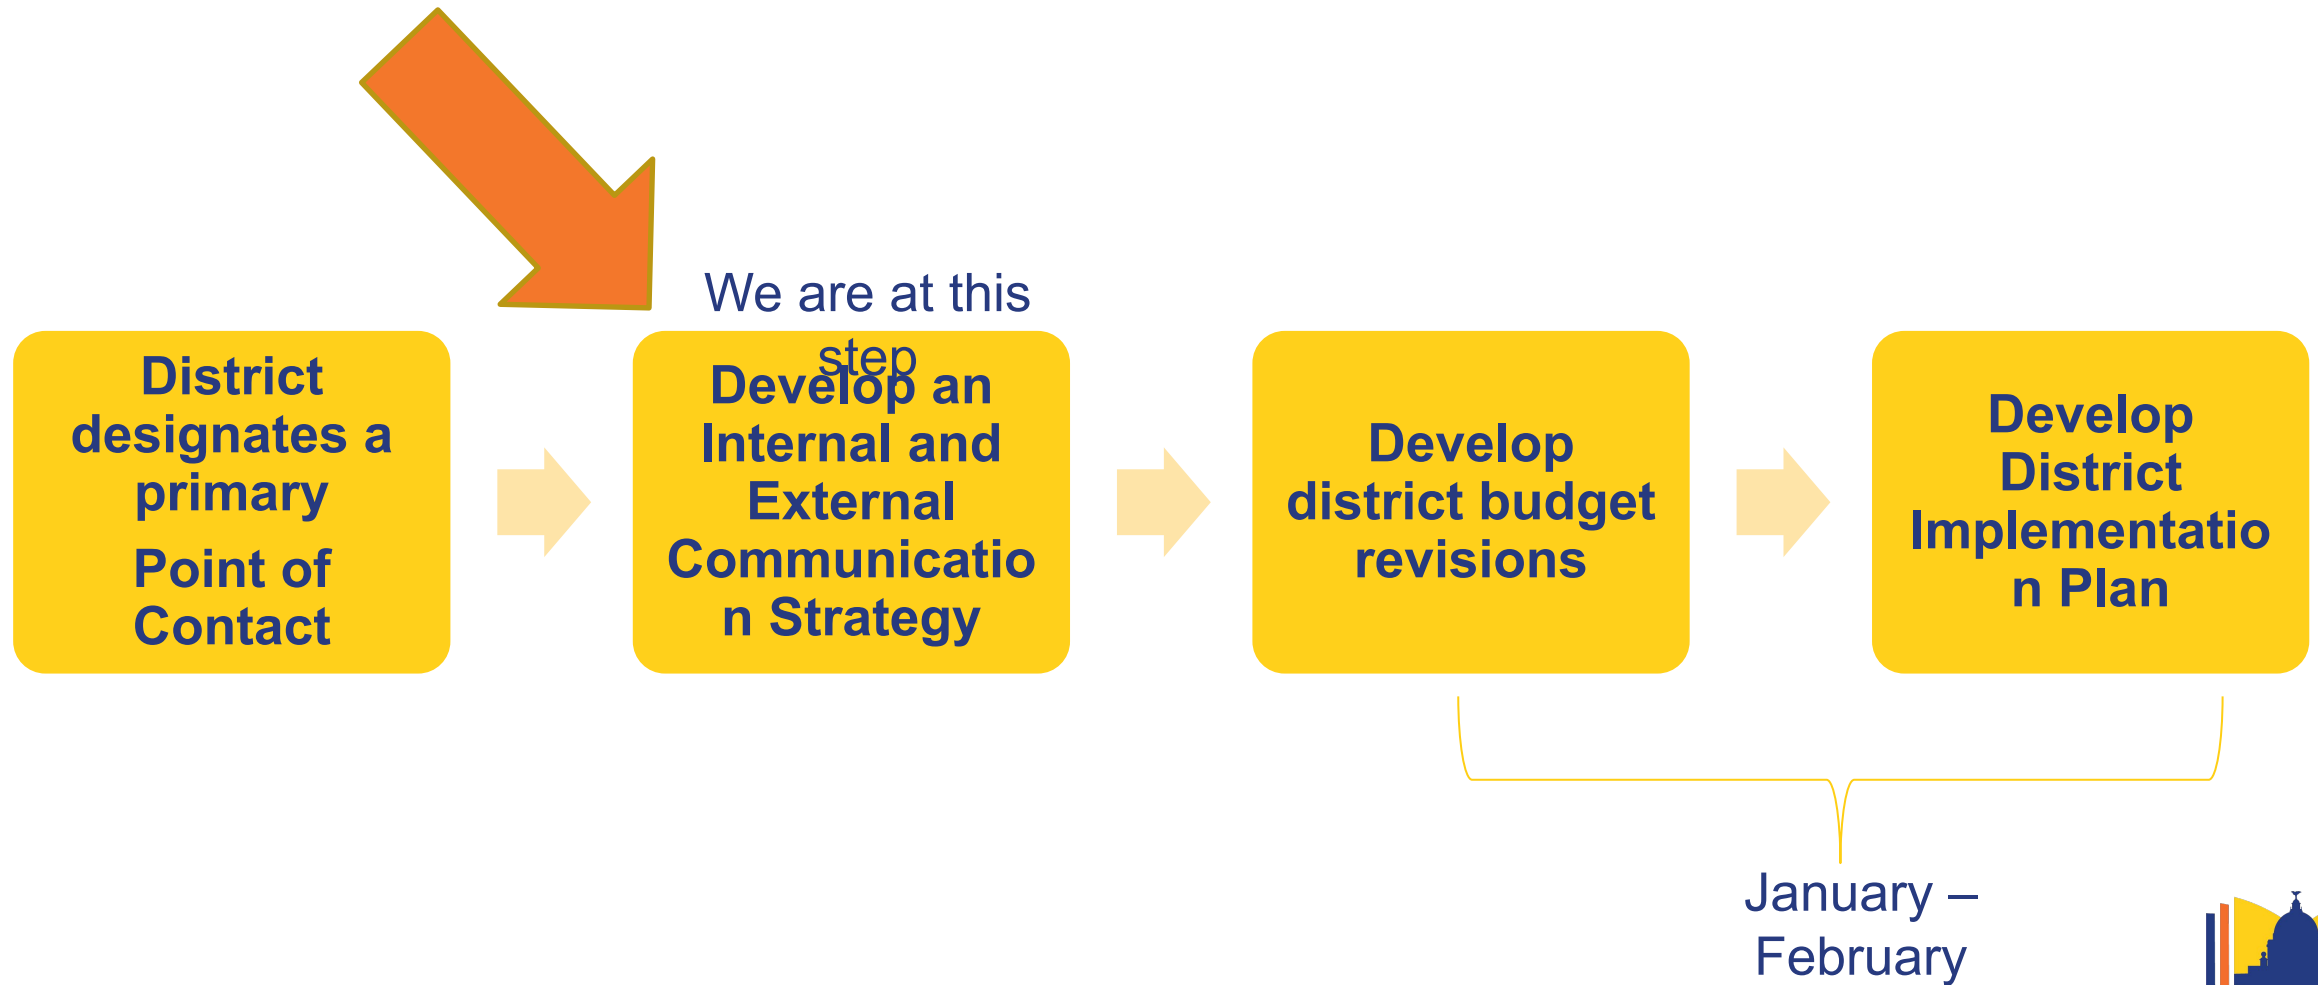 We are at this
step
District
designates a
primary
Point of
Contact
Develop an
Internal and
External
Communicatio
n Strategy
Develop
district budget
revisions
Develop
District
Implementatio
n Plan
January –
February